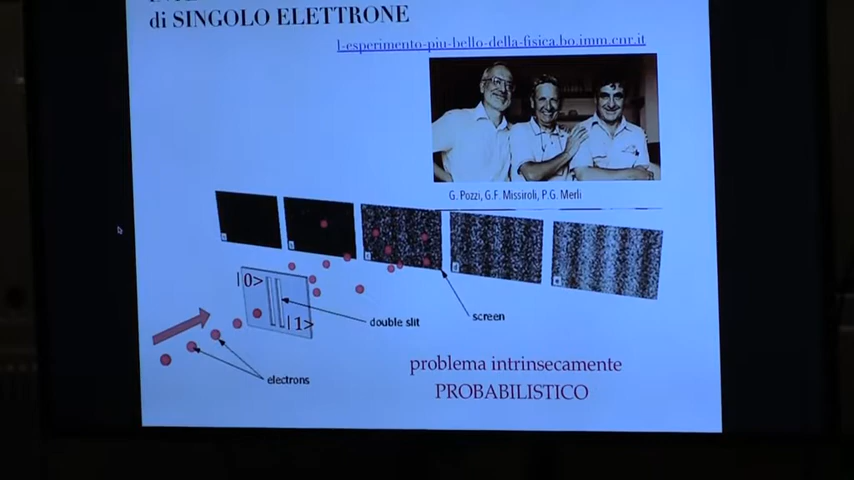 di SINGOLO ELETTRONE
l-esperimento-piu-bello-della-fisica.bo.imm.cnr.it
G. Pozzi, G.F. Missiroli, P.G. Merli
|0>
|1>
double slit
screen
electrons
problema intrinsecamente
PROBABILISTICO